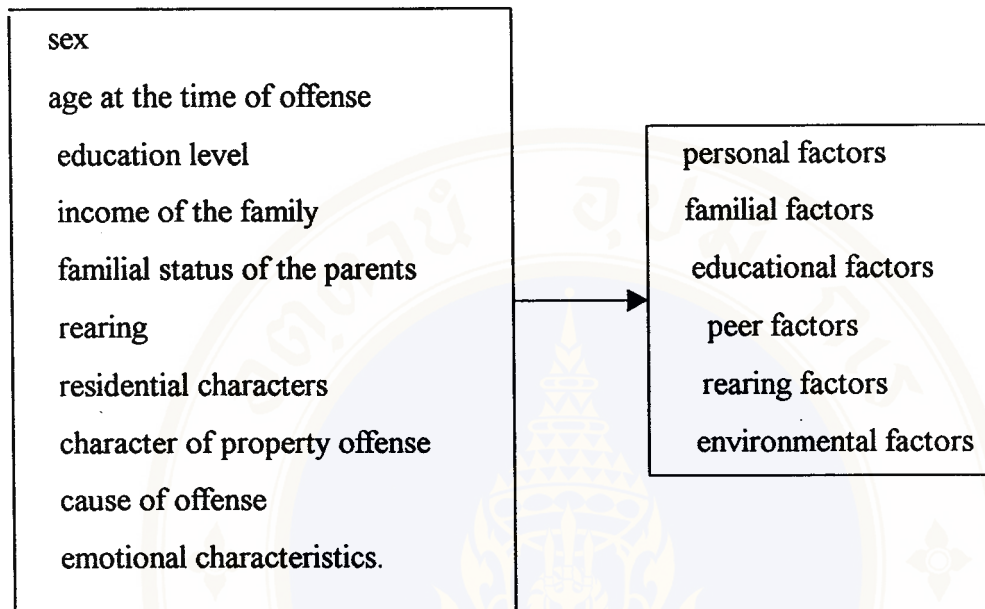 sex
age at the time of offense
education level
income of the family
familial status of the parents
rearing
residential characters
character of property offense
cause of offense
emotional characteristics.
personal factors
familial factors
educational factors
peer factors
rearing factors
environmental factors